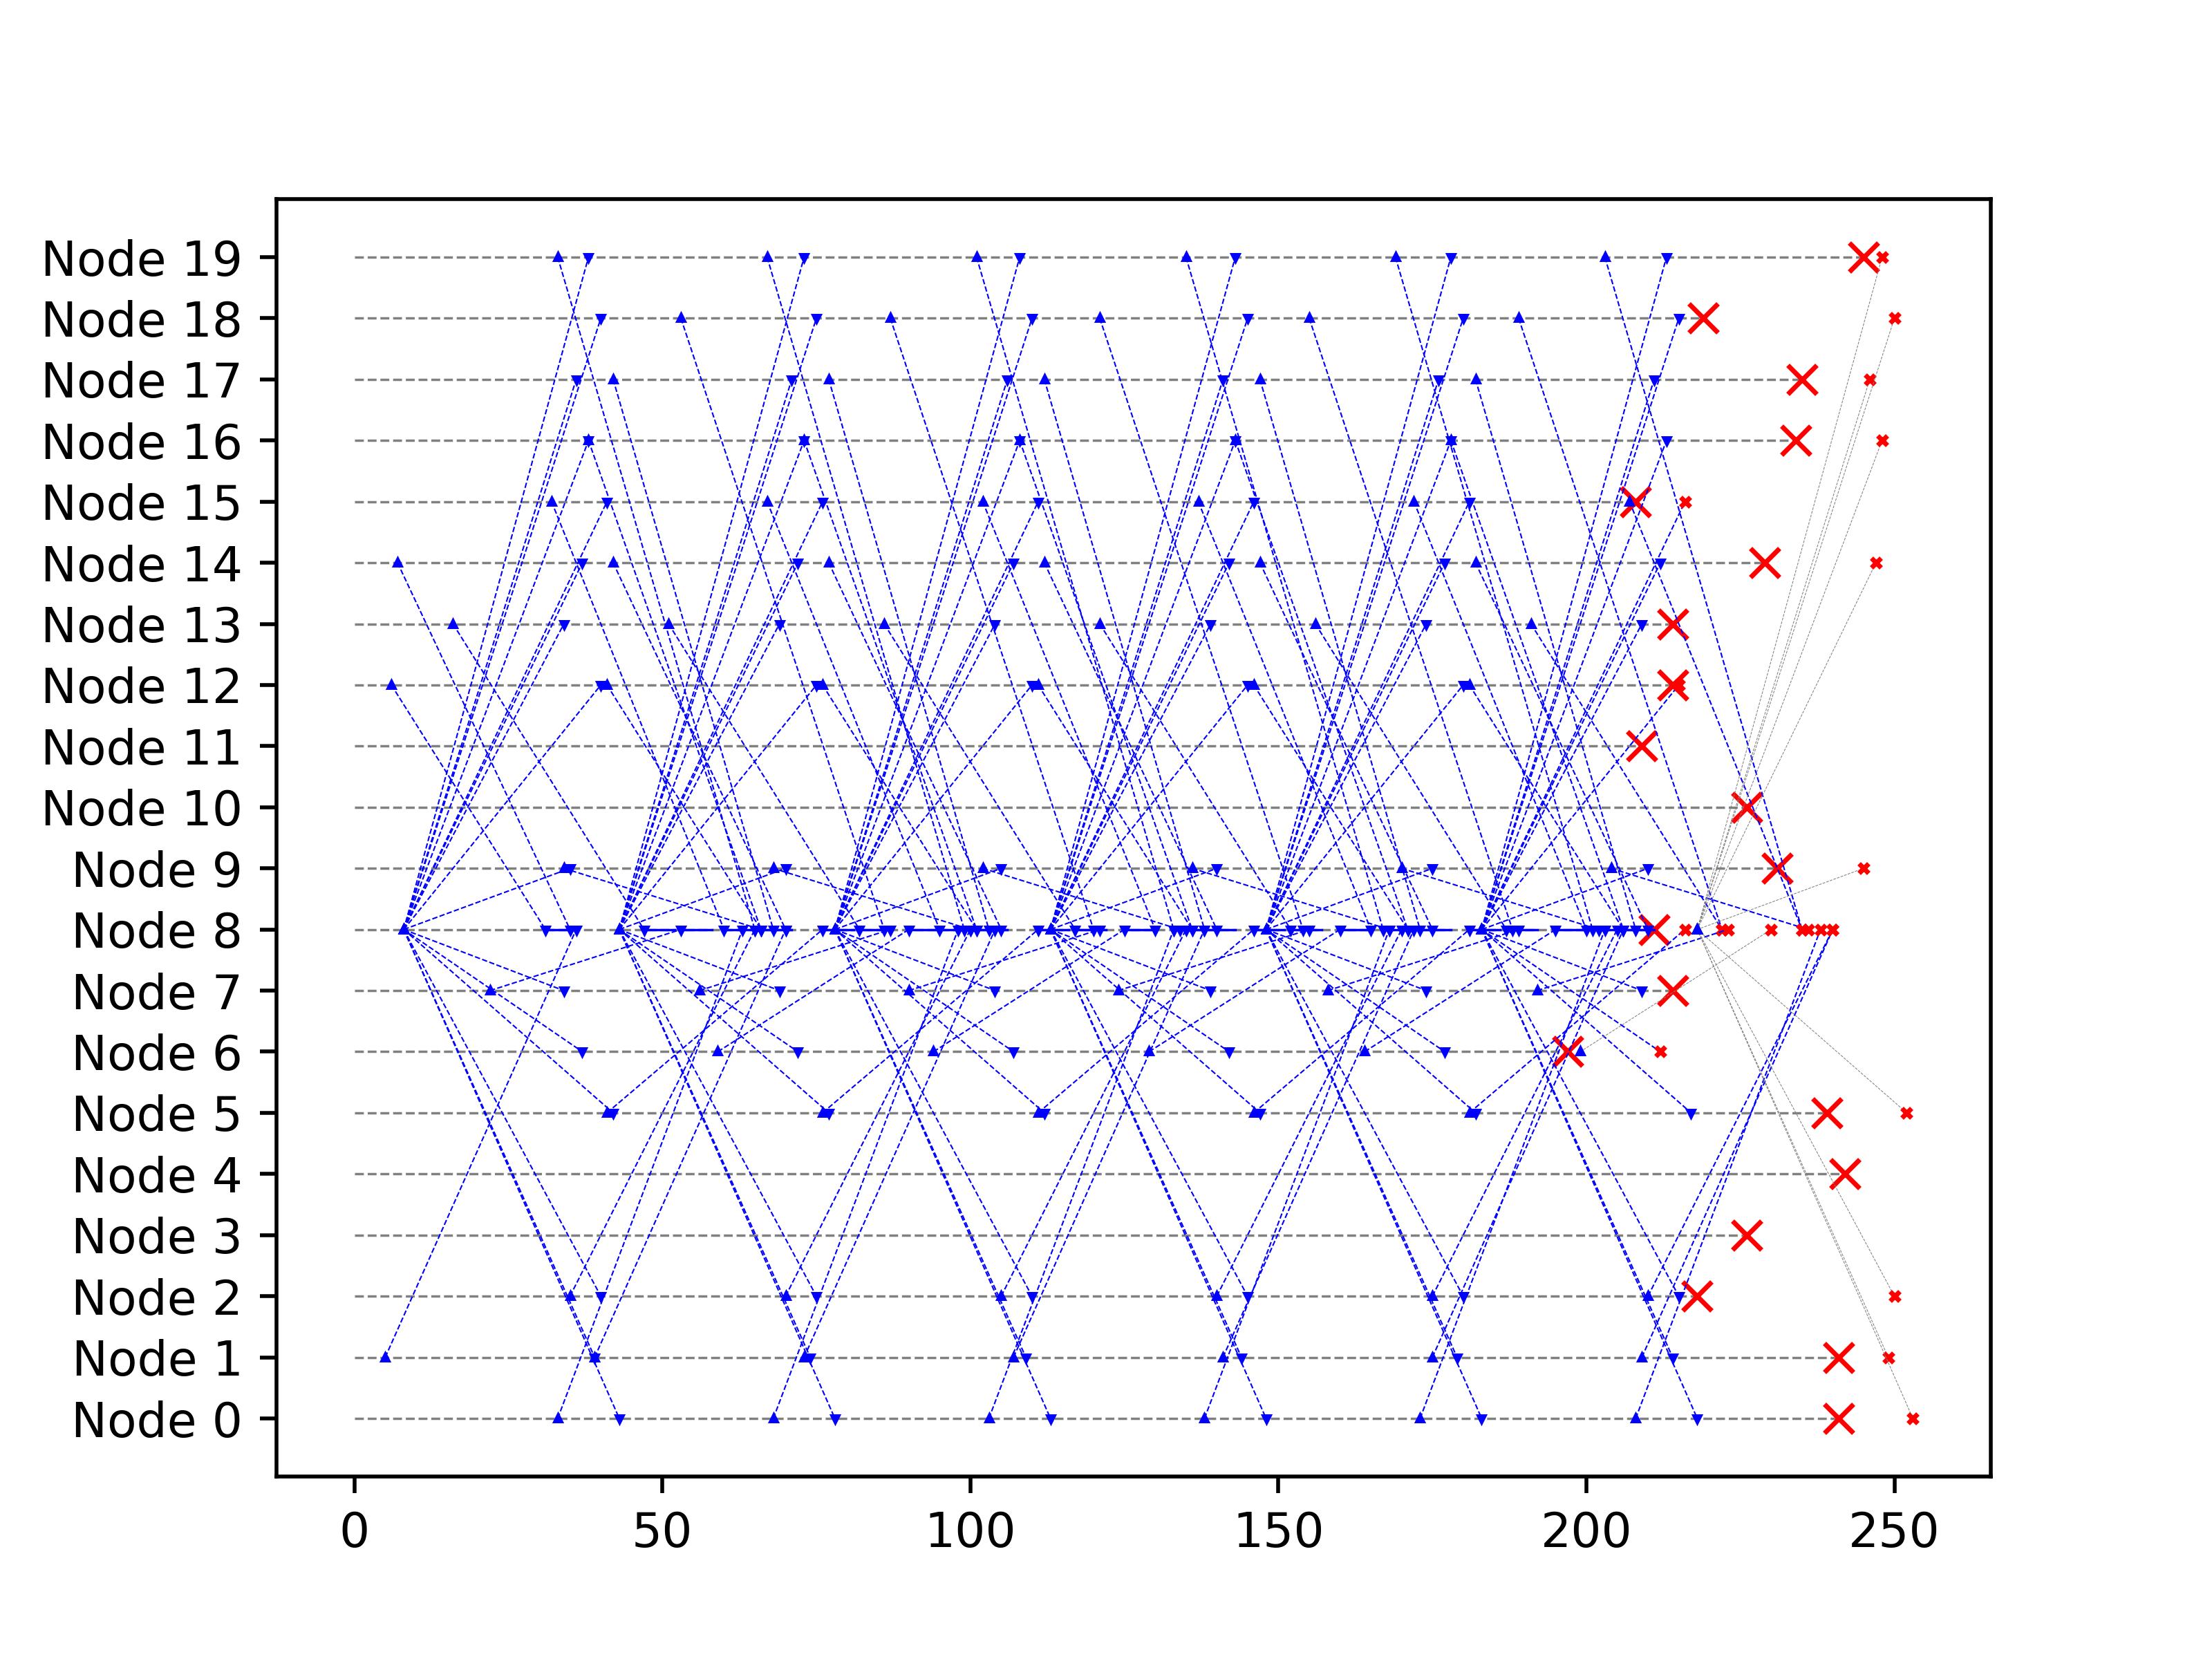 Node 19
Node 18
Node 17
Node 16
Node 15
Node 14
Node 13
Node 12
Node 11
Node 10
Node 9
Node 8
Node 7
Node 6
Node 5
Node 4
Node 3
Node 2
Node 1
Node 0
0 50 100 150 200 250